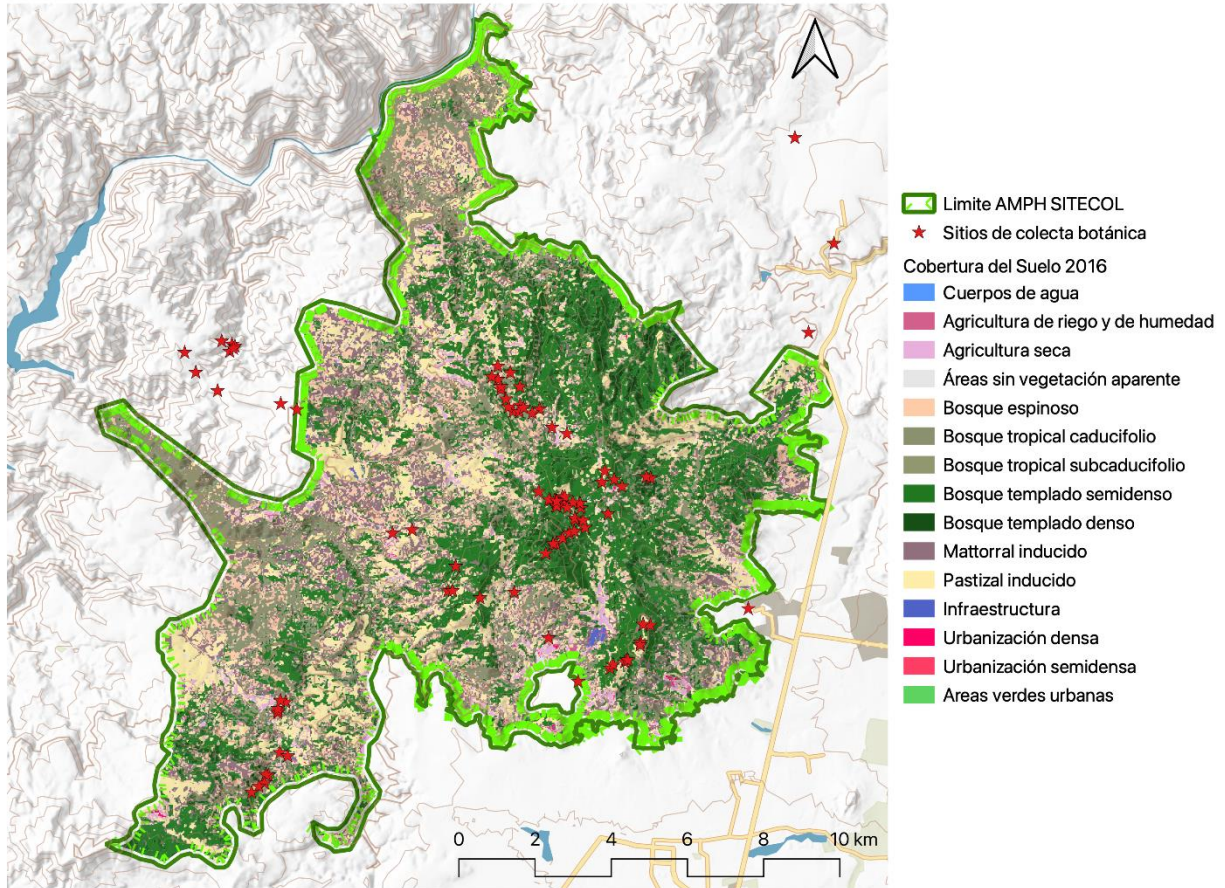 Limite AMPH SITECOL
Sitios de colecta botánica
Cobertura del Suelo 2016
Cuerpos de agua
Agricultura de riego y de humedad
Agricultura seca
Áreas sin vegetación aparente
Bosque espinoso
Bosque tropical caducifolio
Bosque tropical subcaducifolio
Bosque templado semidenso
Bosque templado denso
Mattorral inducido
Pastizal inducido
Infraestructura
Urbanización densa
Urbanización semidensa
Areas verdes urbanas
0 2 4 6 8 10 km